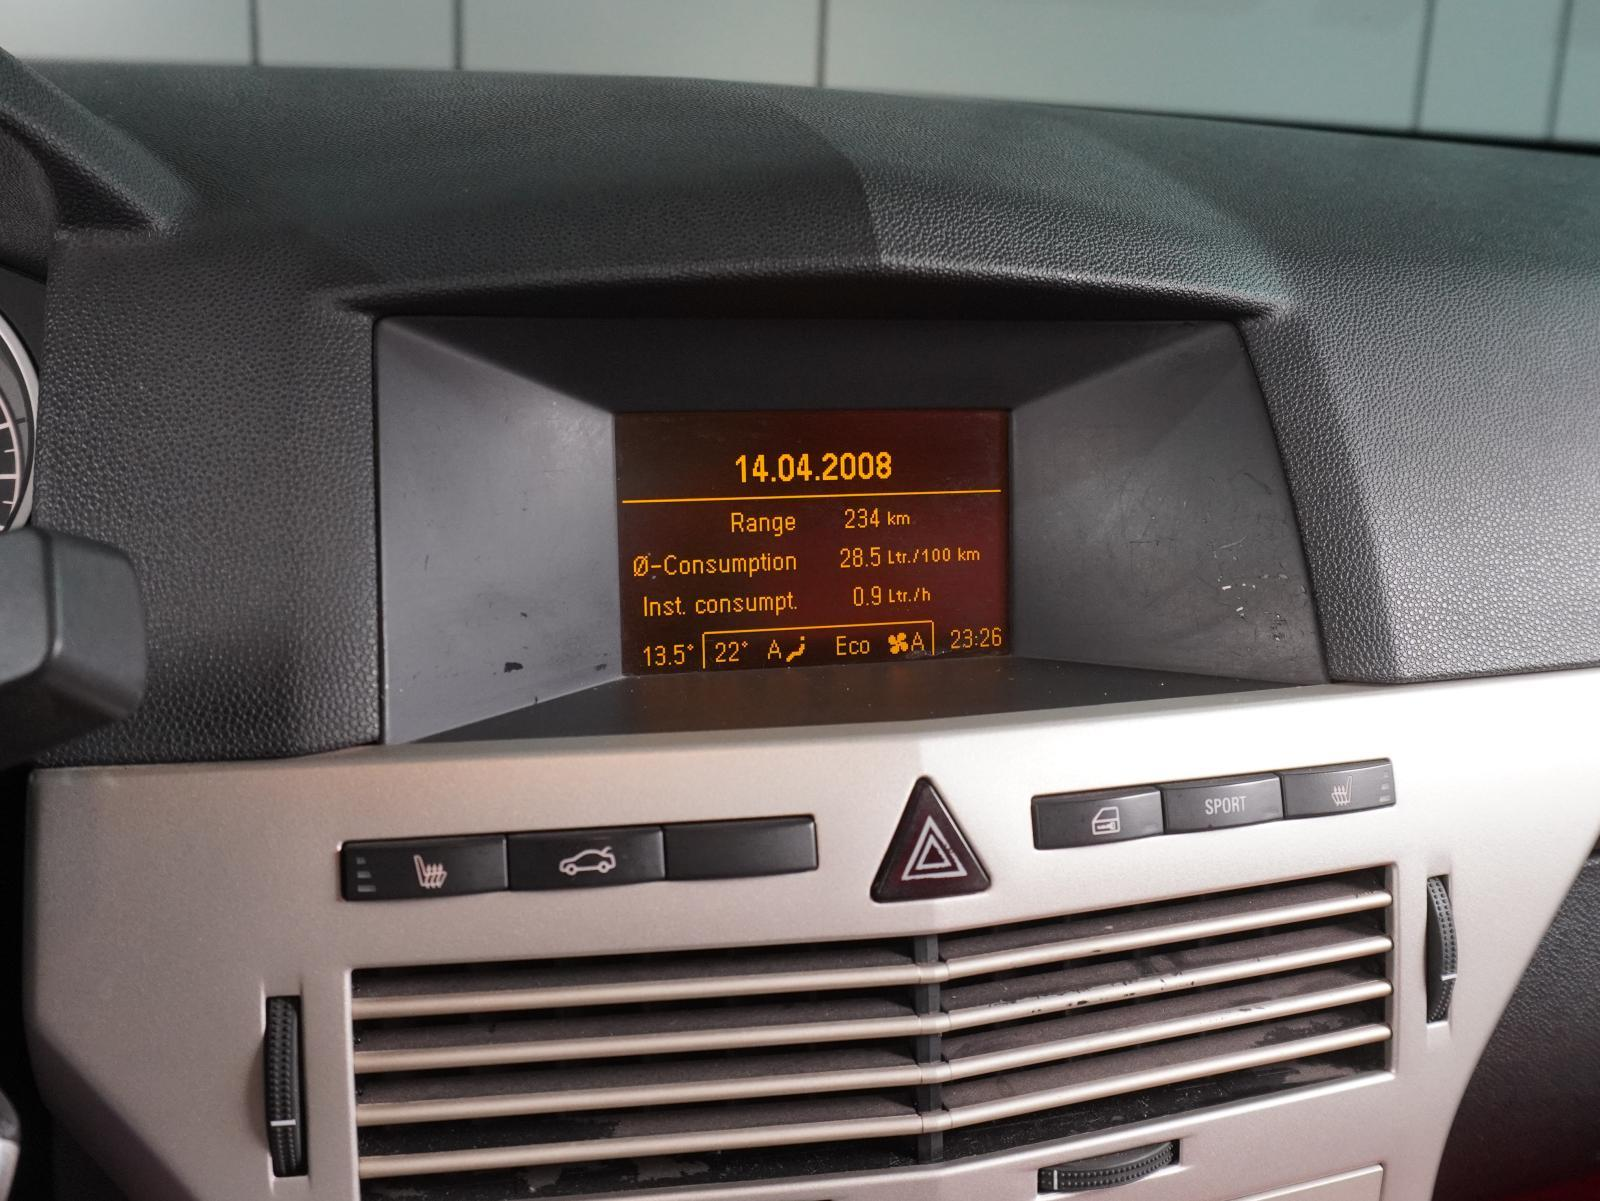 14.04.2008
Range 234 km
Ø-Consumption 28.5 Ltr./100 km
Inst. consumpt. 0.9 Ltr./h
13.5° 22° A Eco A 23:26
SPORT